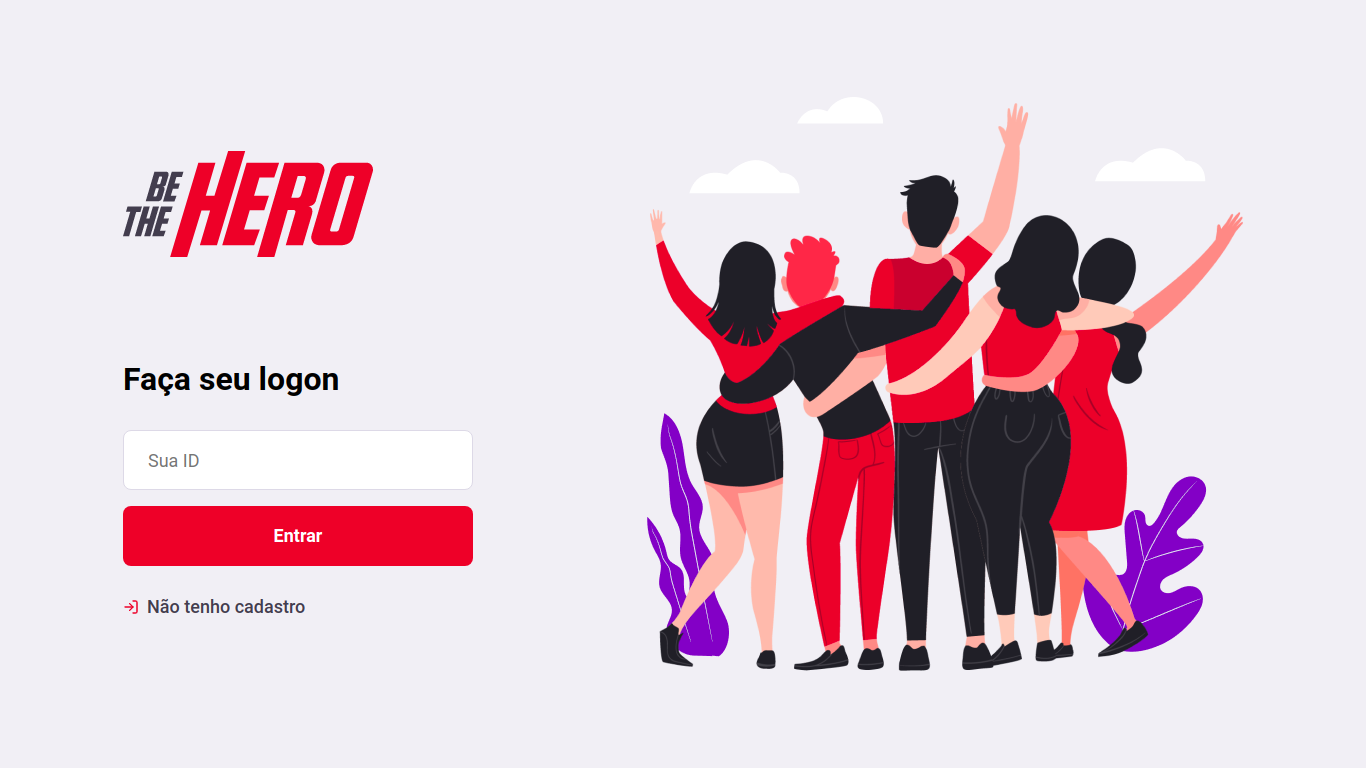 BE
THE HERO
Faça seu logon
Sua ID
Entrar
Não tenho cadastro